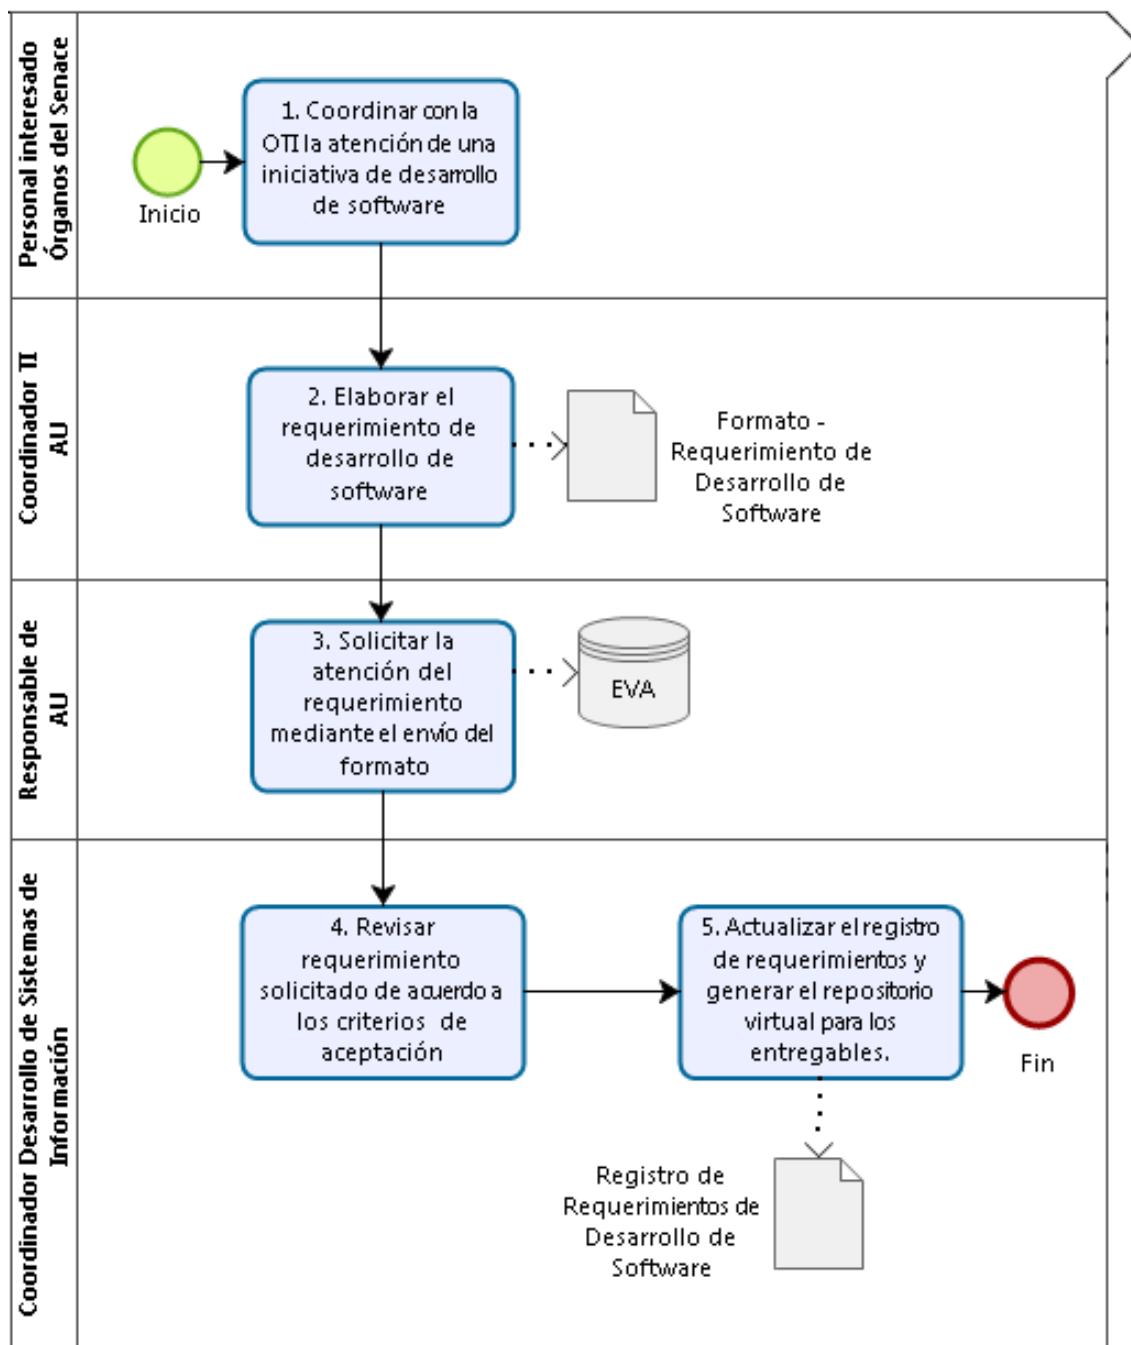 Personal interesado
Órganos del Senace
Inicio
1. Coordinar con la
OTI la atención de una
iniciativa de desarrollo
de software
Coordinador TI
AU
2. Elaborar el
requerimiento de
desarrollo de
software
Formato -
Requerimiento de
Desarrollo de
Software
Responsable de
AU
3. Solicitar la
atención del
requerimiento
mediante el envío del
formato
EVA
Coordinador Desarrollo de Sistemas de
Información
4. Revisar
requerimiento
solicitado de acuerdo a
los criterios de
aceptación
5. Actualizar el registro
de requerimientos y
generar el repositorio
virtual para los
entregables.
Fin
Registro de
Requerimientos de
Desarrollo de
Software